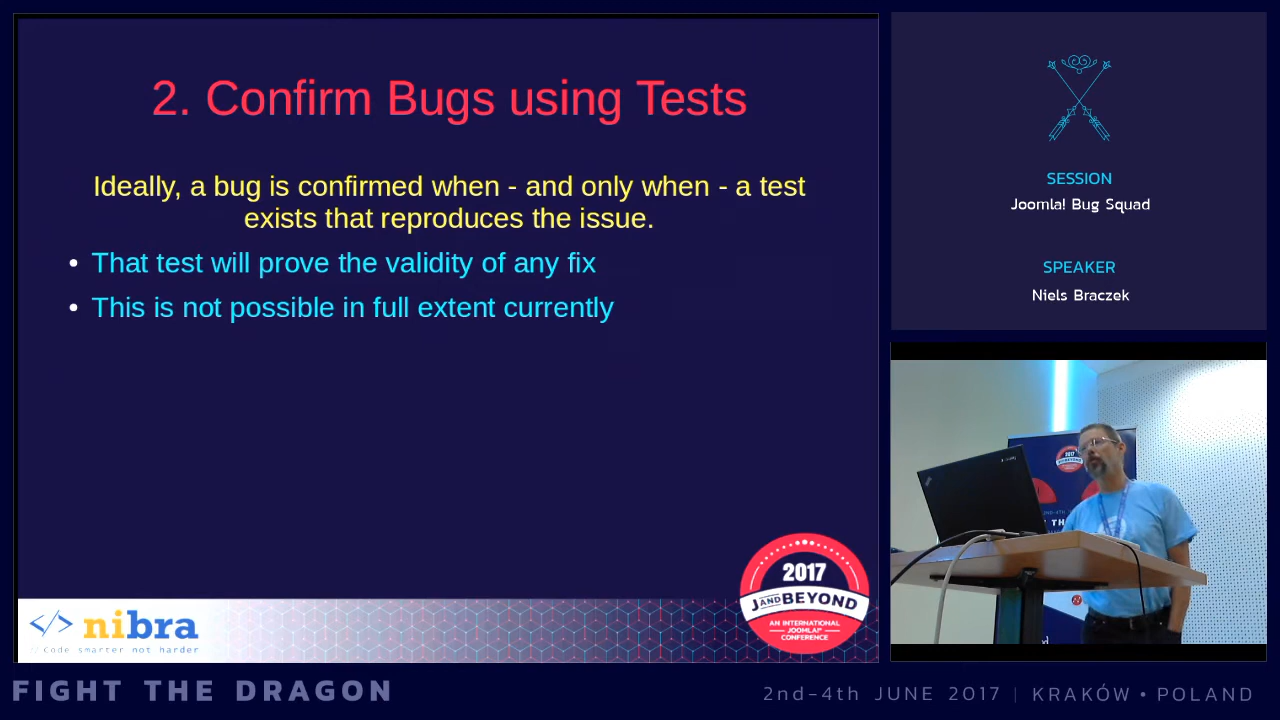 2. Confirm Bugs using Tests
Ideally, a bug is confirmed when - and only when - a test
exists that reproduces the issue.
• That test will prove the validity of any fix
• This is not possible in full extent currently
</> nibra
Code smarter not harder
2017
J AND BEYOND
AN INTERNATIONAL
JOOMLA!®
CONFERENCE
SESSION
Joomla! Bug Squad
SPEAKER
Niels Braczek
2017
FIGHT THE DRAGON
2nd-4th JUNE 2017 | KRAKÓW • POLAND